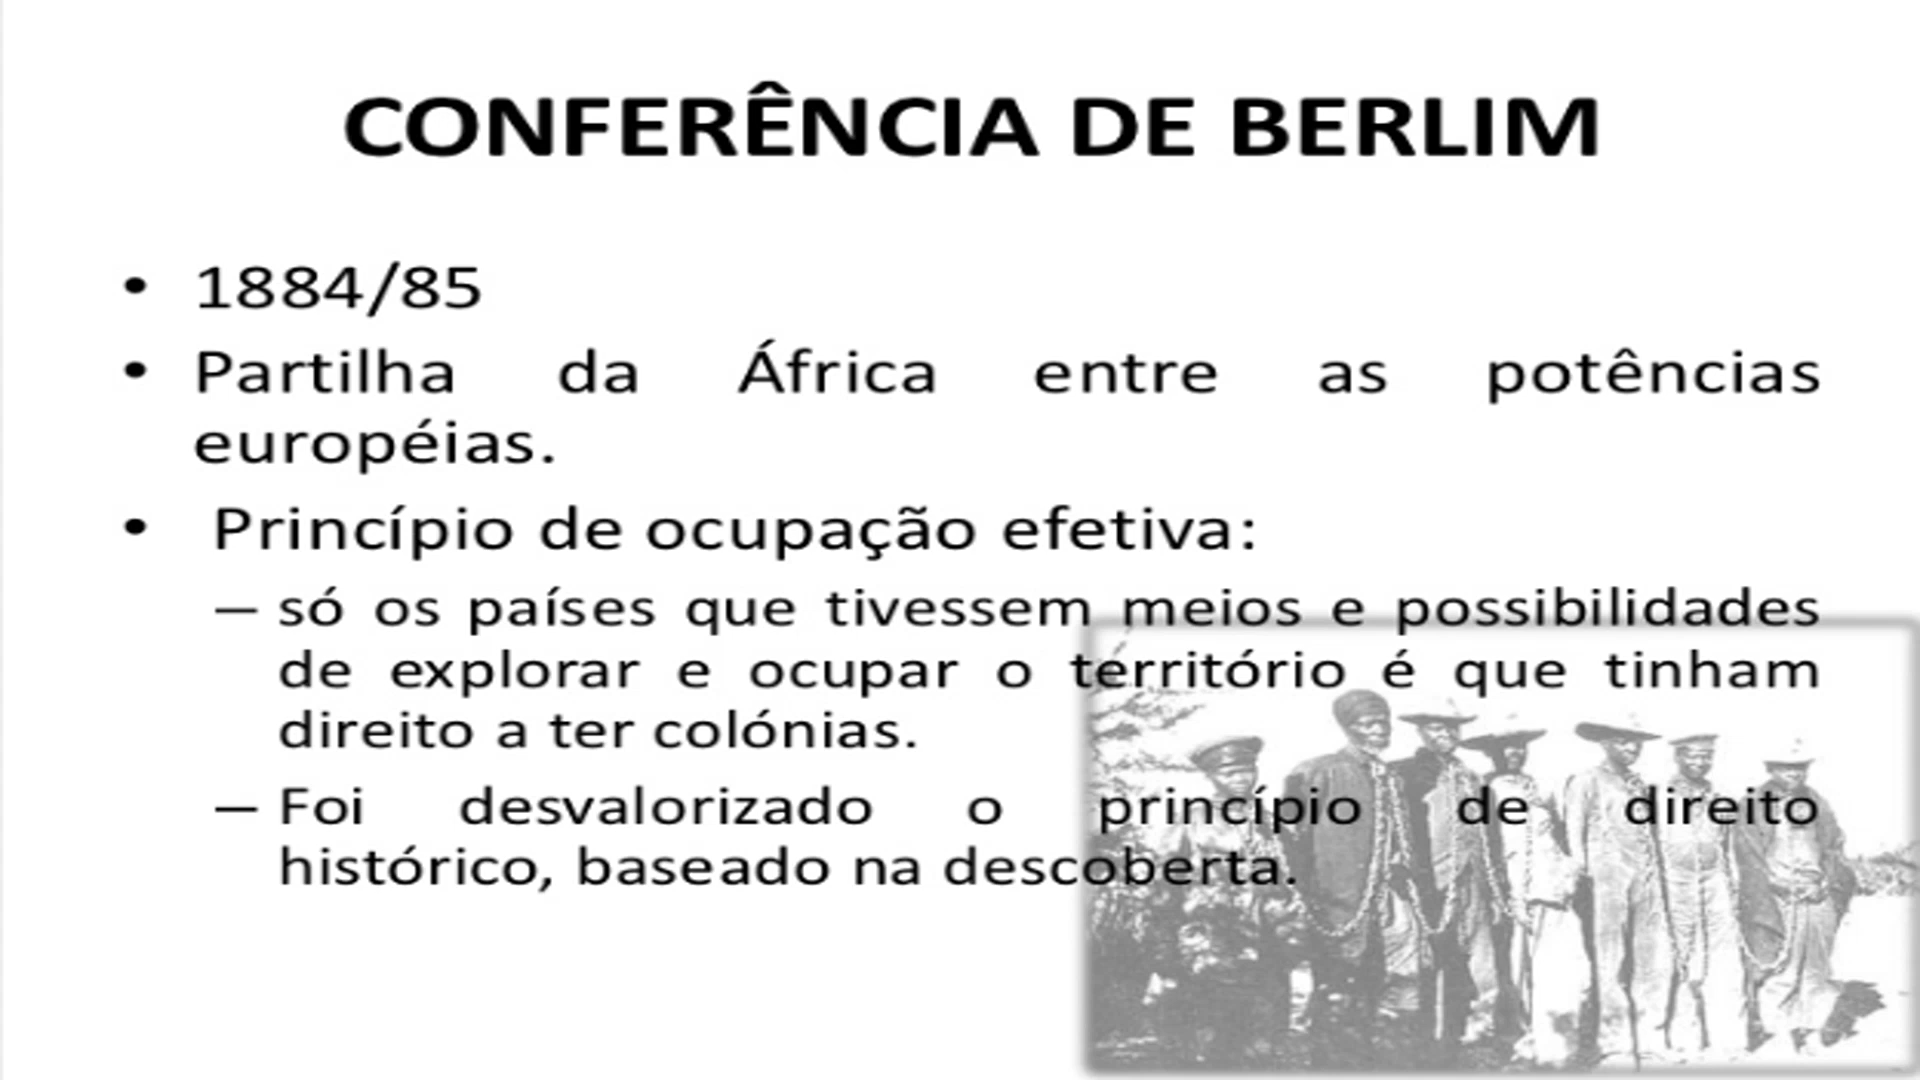 CONFERÊNCIA DE BERLIM
• 1884/85
• Partilha da África entre as potências
européias.
• Princípio de ocupação efetiva:
– só os países que tivessem meios e possibilidades
de explorar e ocupar o território é que tinham
direito a ter colónias.
– Foi desvalorizado o princípio de direito
histórico, baseado na descoberta.